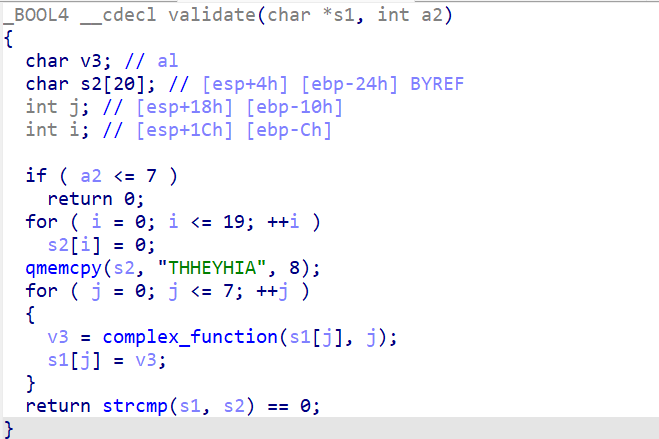 _BOOL4 __cdecl validate(char *s1, int a2)
{
  char v3; // al
  char s2[20]; // [esp+4h] [ebp-24h] BYREF
  int j; // [esp+18h] [ebp-10h]
  int i; // [esp+1Ch] [ebp-Ch]

  if ( a2 <= 7 )
    return 0;
  for ( i = 0; i <= 19; ++i )
    s2[i] = 0;
  qmemcpy(s2, "THHEYHIA", 8);
  for ( j = 0; j <= 7; ++j )
  {
    v3 = complex_function(s1[j], j);
    s1[j] = v3;
  }
  return strcmp(s1, s2) == 0;
}